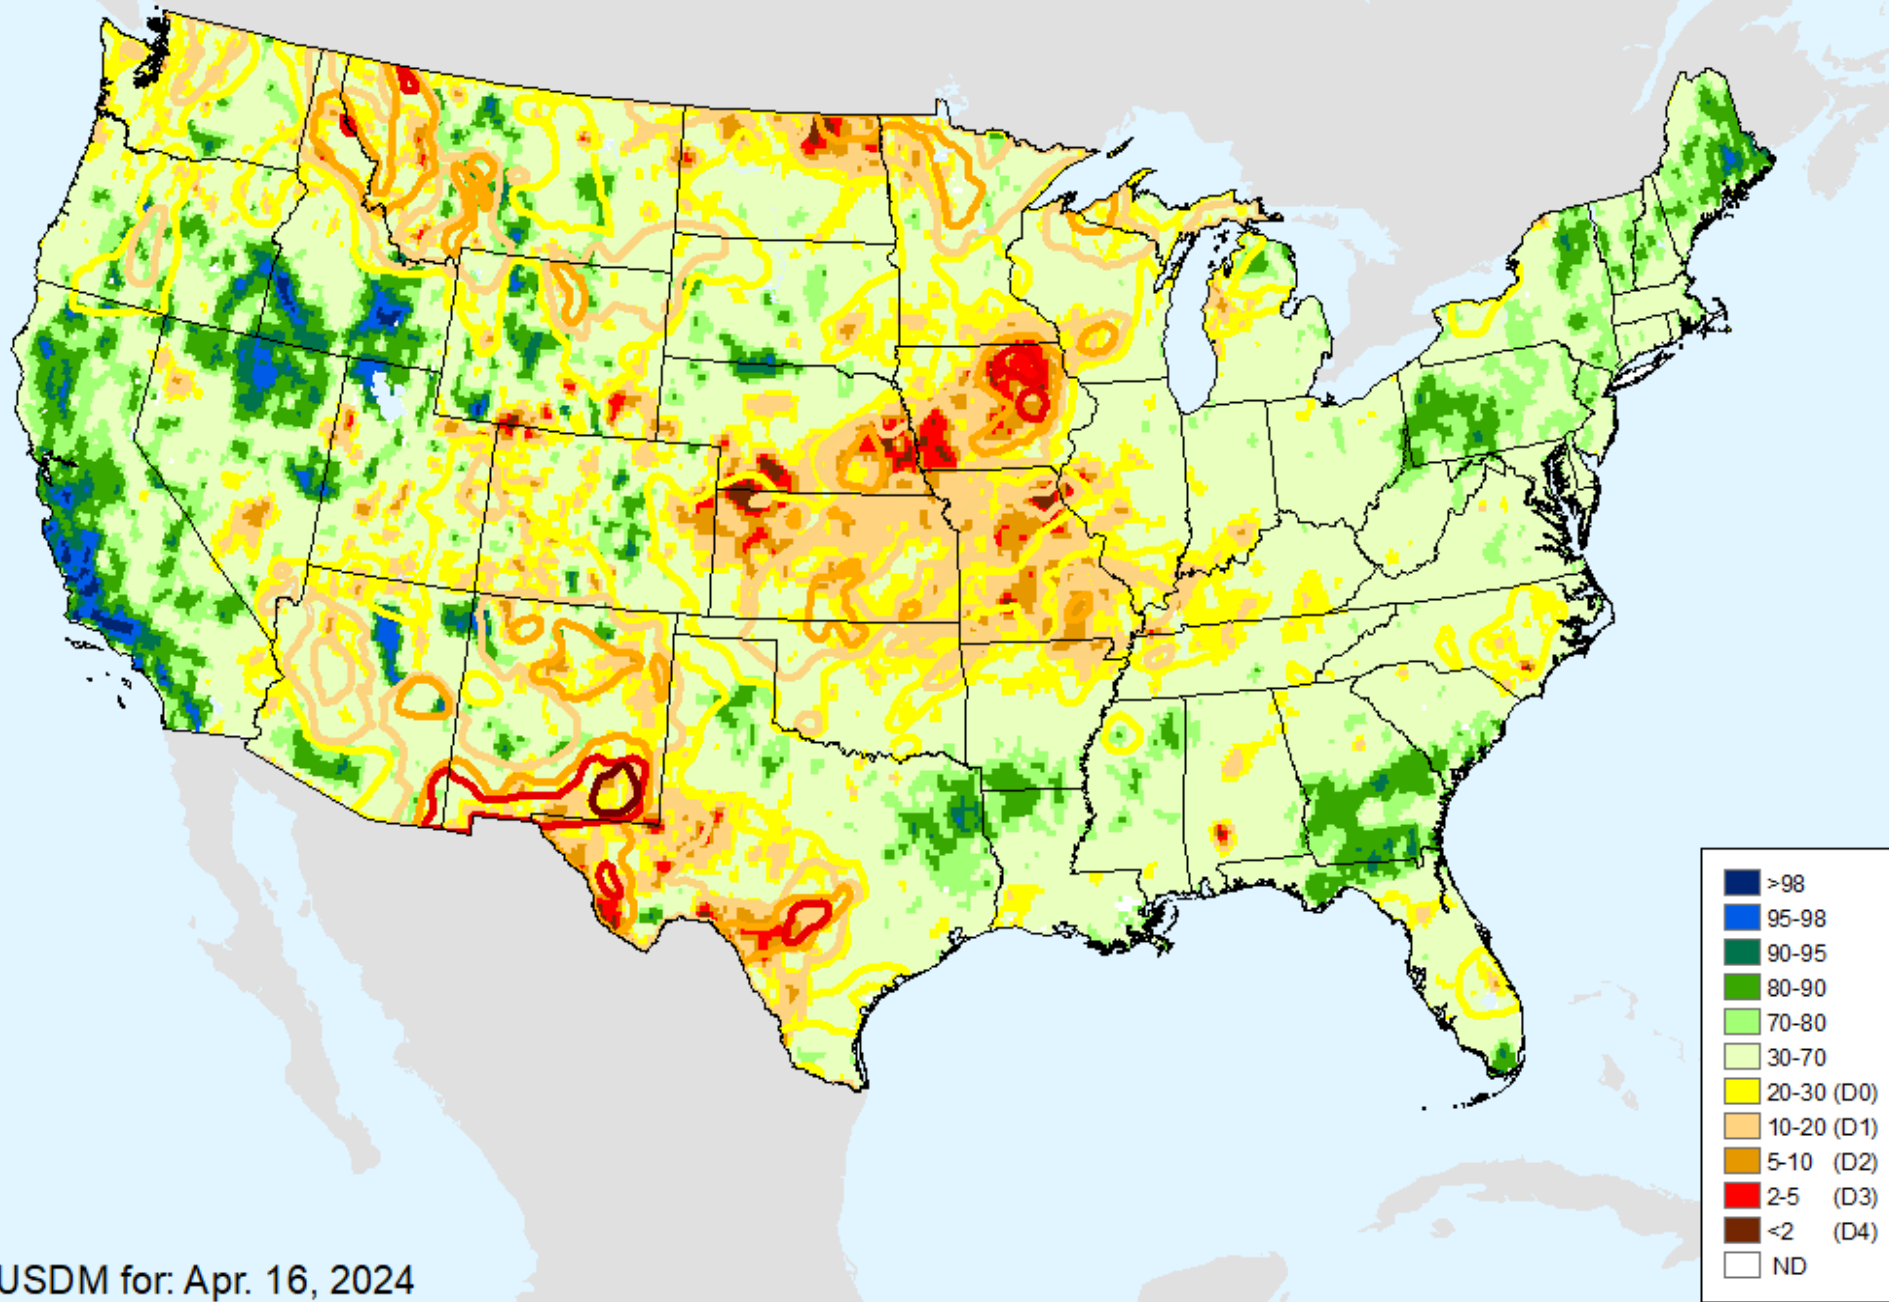 >98
95-98
90-95
80-90
70-80
30-70
20-30 (D0)
10-20 (D1)
5-10 (D2)
2-5 (D3)
<2 (D4)
ND
USDM for: Apr. 16, 2024